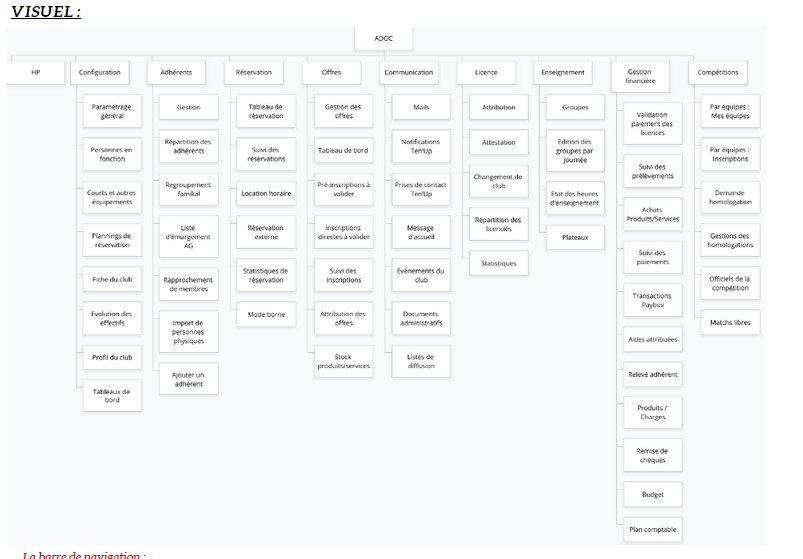 VISUEL :
ADOC
HP
Configuration
Adhérents
Réservation
Offres
Communication
Licence
Enseignement
Gestion
financière
Compétitions
Paramétrage
général
Personnes en
fonction
Courts et autres
équipements
Plannings de
réservation
Fiche du club
Evolution des
effectifs
Profil du club
Tableaux de
bord
Gestion
Répartition des
adhérents
Regroupement
familial
Liste
d'émargement
AG
Rapprochement
de membres
Import de
personnes
physiques
Ajouter un
adhérent
Tableau de
réservation
Suivi des
réservations
Location horaire
Réservation
externe
Statistiques de
réservation
Mode borne
Gestion des
offres
Tableau de bord
Pré-inscriptions à
valider
Inscriptions
directes à valider
Suivi des
inscriptions
Attribution des
offres
Stock
produits/services
Mails
Notifications
Ten'Up
Prises de contact
Ten'Up
Message
d'accueil
Evénements du
club
Documents
administratifs
Listes de
diffusion
Attribution
Attestation
Changement de
club
Répartition des
licenciés
Statistiques
Groupes
Edition des
groupes par
journée
Etat des heures
d'enseignement
Plateaux
Validation
paiement des
licences
Suivi des
prélèvements
Achats
Produits/Services
Suivi des
paiements
Transactions
Paybox
Aides attribuées
Relevé adhérent
Produits /
Charges
Remise de
chèques
Budget
Plan comptable
Par équipes :
Mes équipes
Par équipes :
Inscriptions
Demande
homologation
Gestions des
homologations
Officiels de la
compétition
Matchs libres
La barre de navigation :